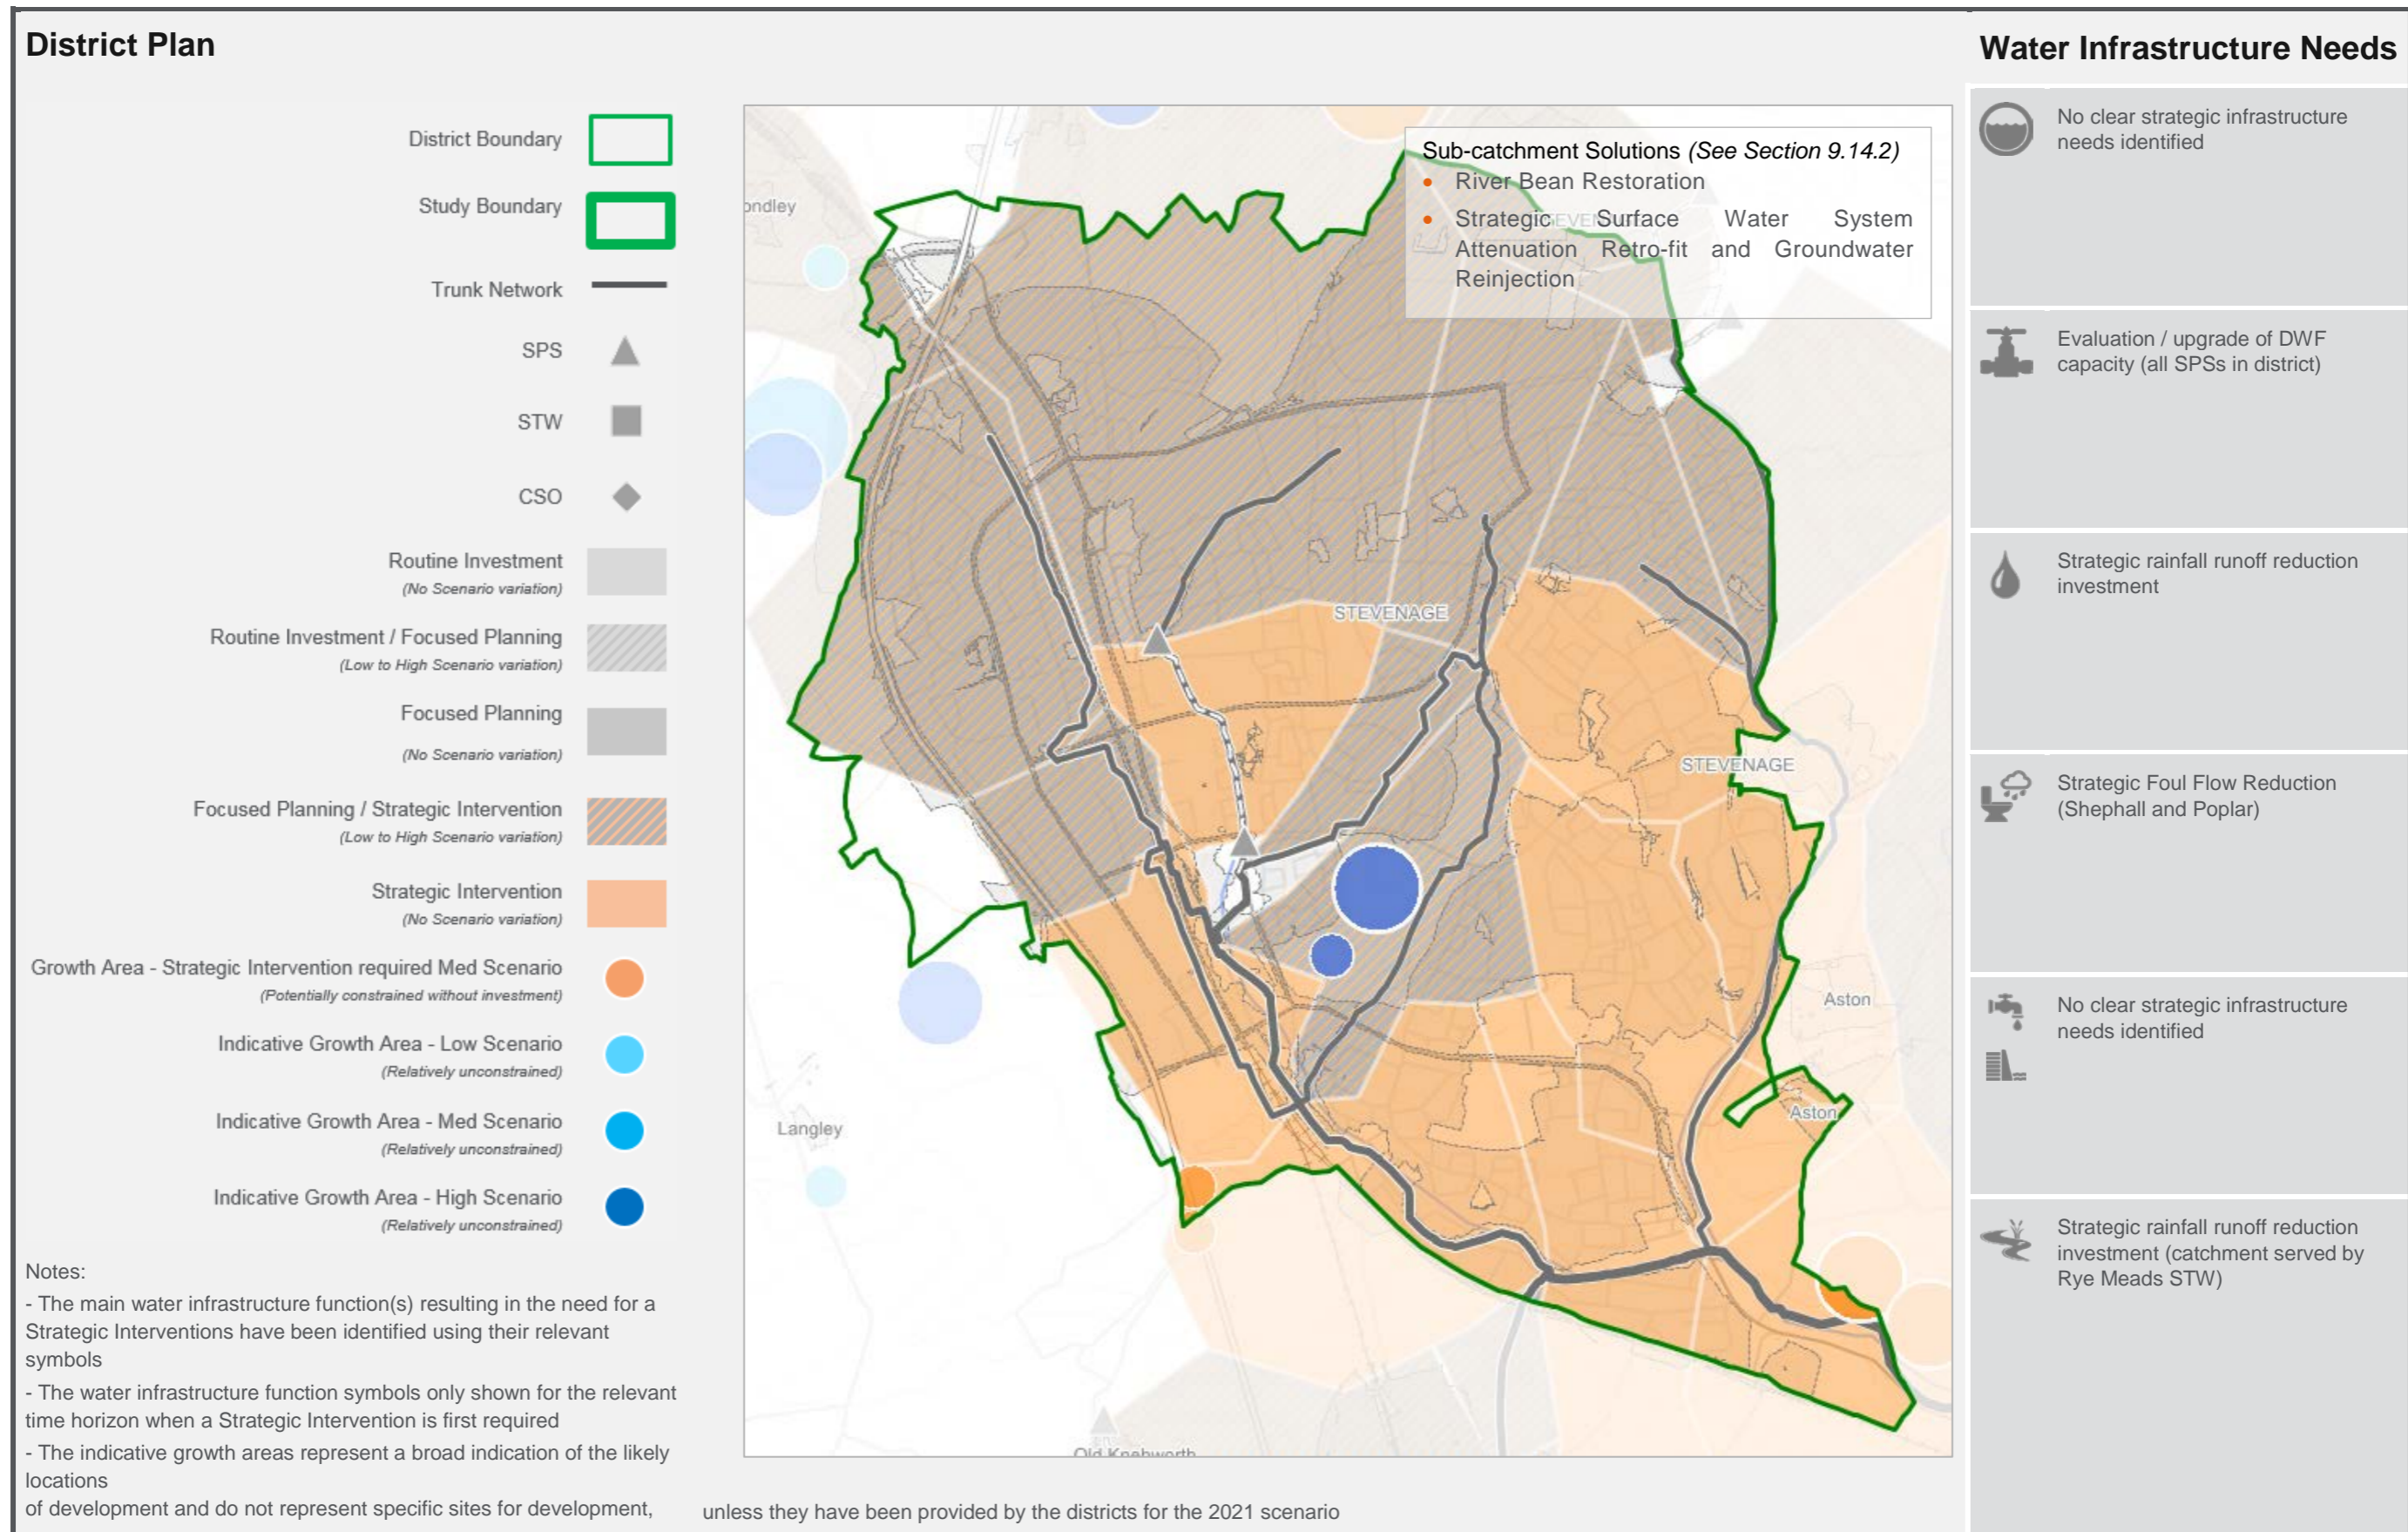 District Plan
District Boundary
Study Boundary
Trunk Network
SPS
STW
CSO
Routine Investment
(No Scenario variation)
Routine Investment / Focused Planning
(Low to High Scenario variation)
Focused Planning
(No Scenario variation)
Focused Planning / Strategic Intervention
(Low to High Scenario variation)
Strategic Intervention
(No Scenario variation)
Growth Area - Strategic Intervention required Med Scenario
(Potentially constrained without investment)
Indicative Growth Area - Low Scenario
(Relatively unconstrained)
Indicative Growth Area - Med Scenario
(Relatively unconstrained)
Indicative Growth Area - High Scenario
(Relatively unconstrained)
Notes:
- The main water infrastructure function(s) resulting in the need for a
Strategic Interventions have been identified using their relevant
symbols
- The water infrastructure function symbols only shown for the relevant
time horizon when a Strategic Intervention is first required
- The indicative growth areas represent a broad indication of the likely
locations
of development and do not represent specific sites for development, unless they have been provided by the districts for the 2021 scenario
Sub-catchment Solutions (See Section 9.14.2)
• River Bean Restoration
• Strategic Surface Water System
Attenuation Retro-fit and Groundwater
Reinjection
ondley
STEVENAGE
STEVENAGE
Aston
Aston
Langley
Old Knebworth
Water Infrastructure Needs
No clear strategic infrastructure
needs identified
Evaluation / upgrade of DWF
capacity (all SPSs in district)
Strategic rainfall runoff reduction
investment
Strategic Foul Flow Reduction
(Shephall and Poplar)
No clear strategic infrastructure
needs identified
Strategic rainfall runoff reduction
investment (catchment served by
Rye Meads STW)